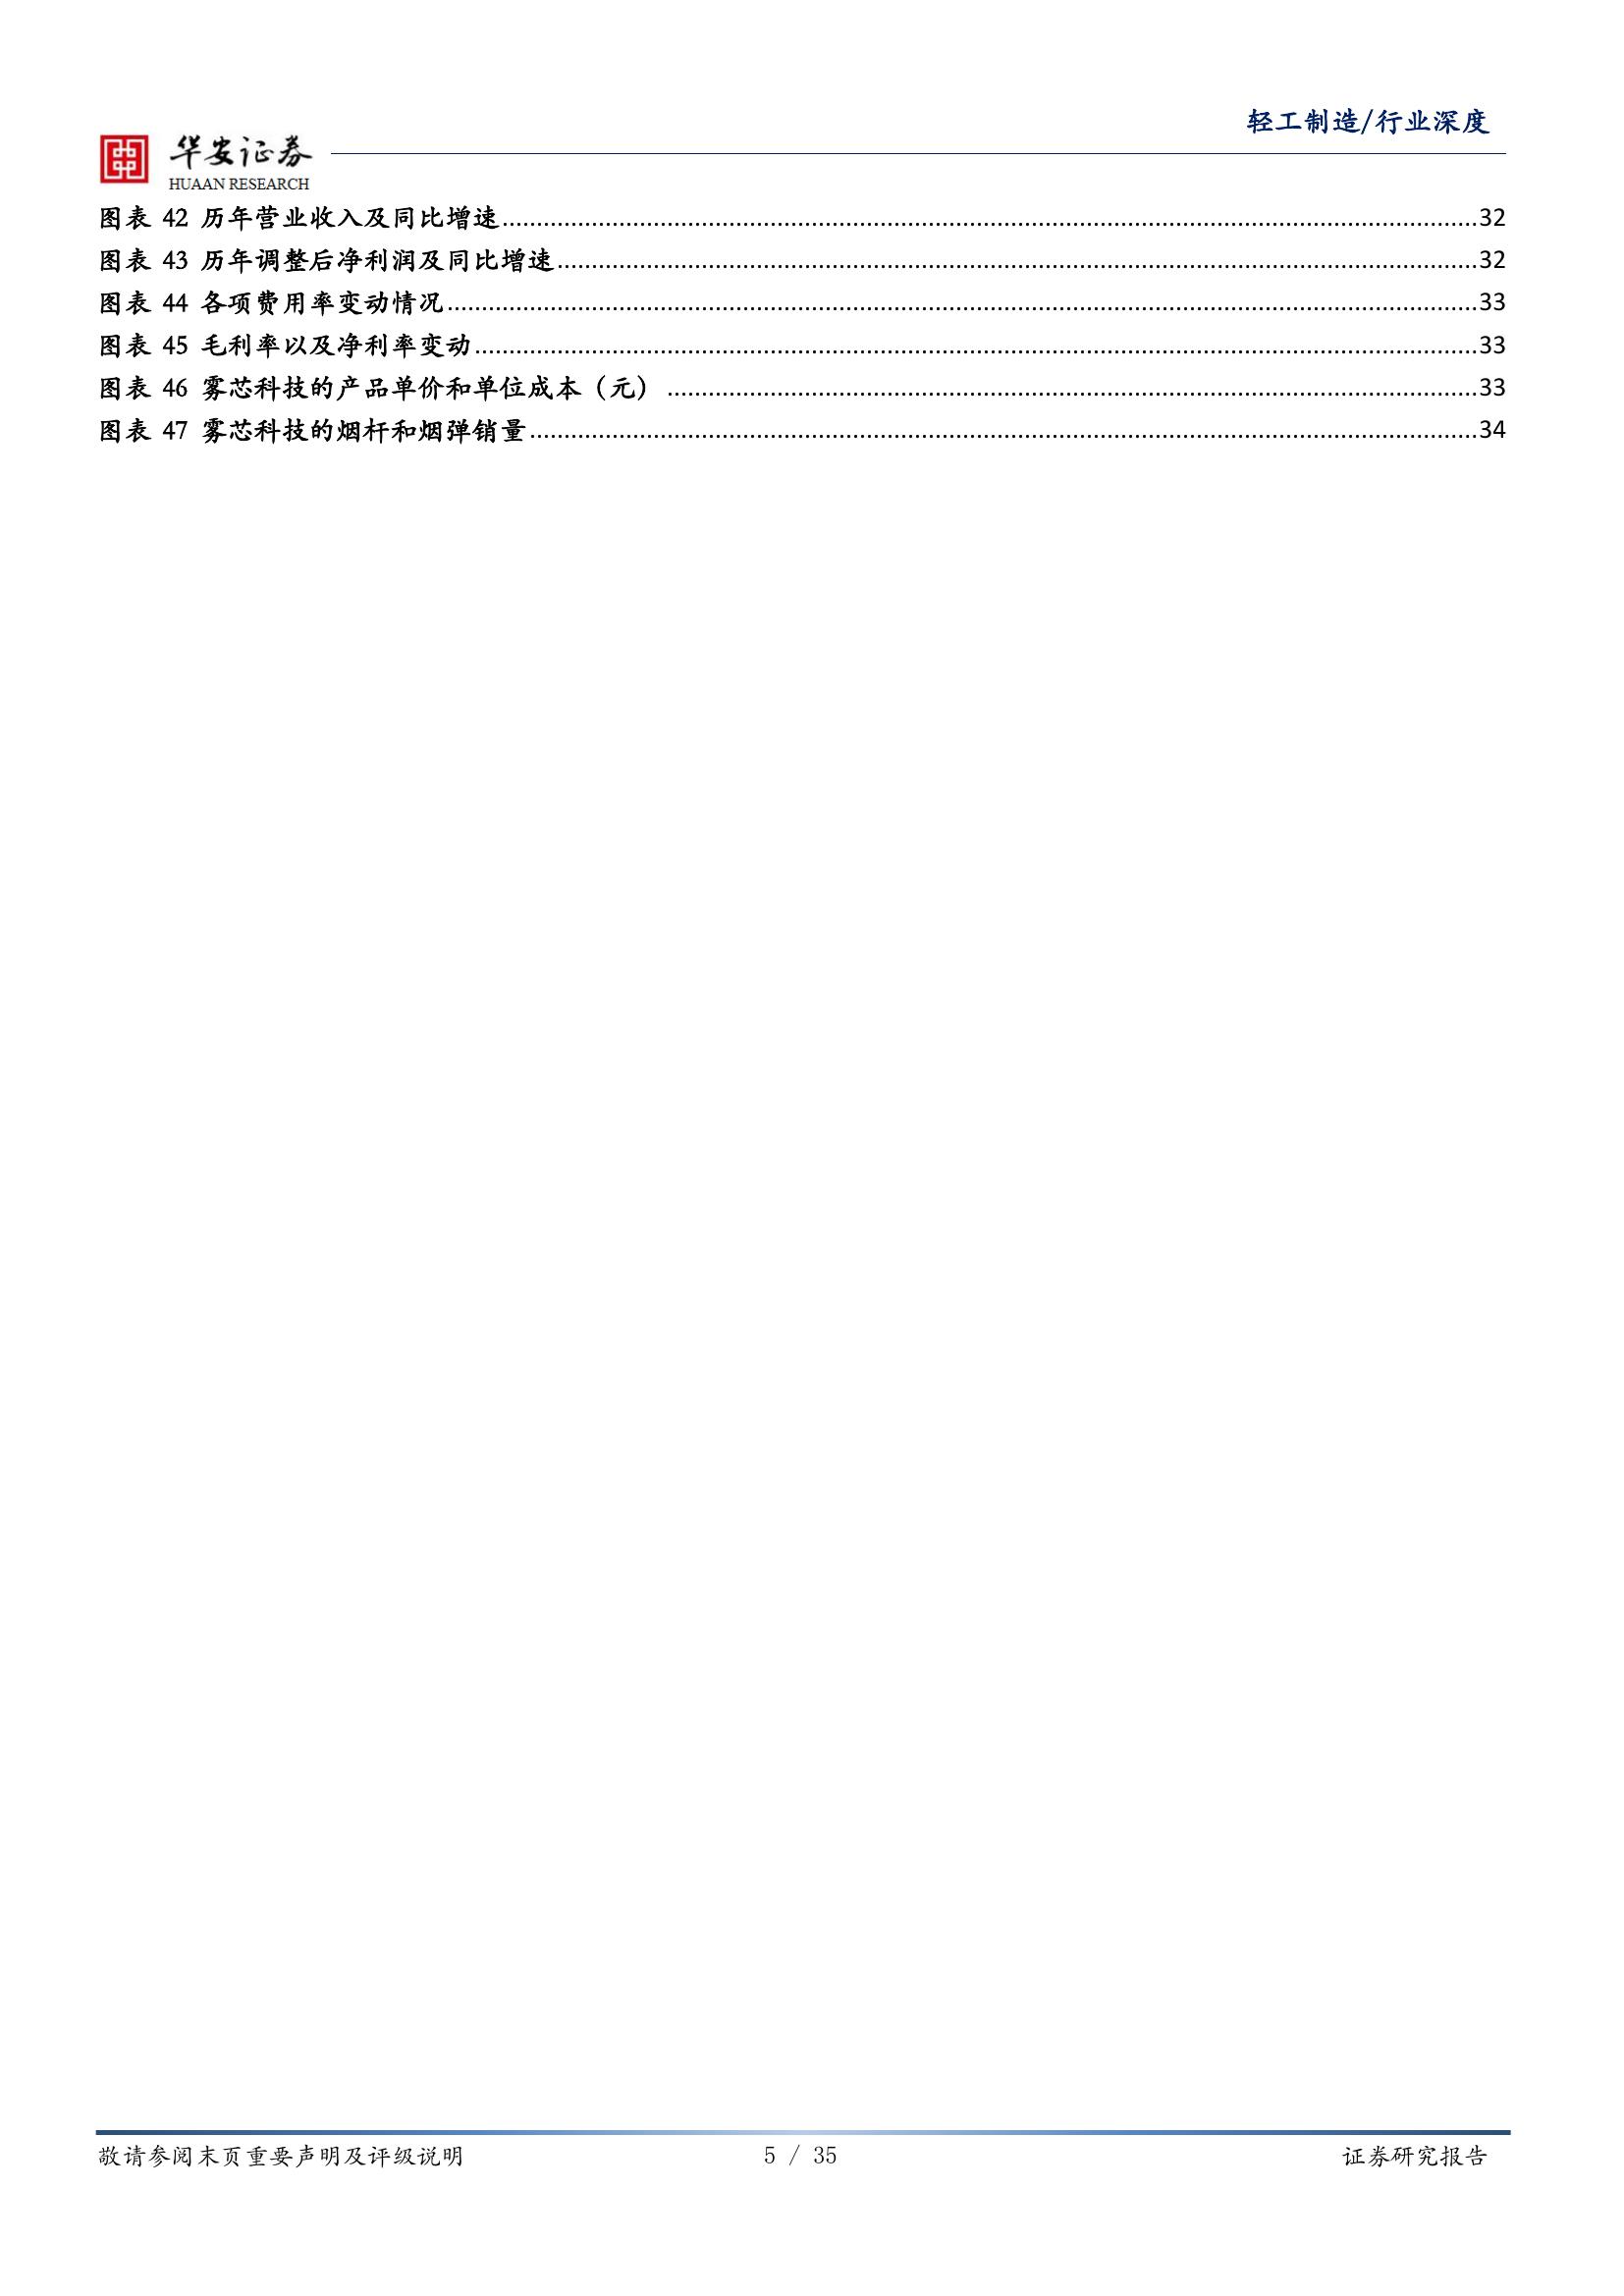 轻工制造/行业深度
华安证券
HUAAN RESEARCH
图表 42 历年营业收入及同比增速....................32
图表 43 历年调整后净利润及同比增速....................32
图表 44 各项费用率变动情况....................33
图表 45 毛利率以及净利率变动....................33
图表 46 雾芯科技的产品单价和单位成本（元）....................33
图表 47 雾芯科技的烟杆和烟弹销量....................34
敬请参阅末页重要声明及评级说明 5 / 35 证券研究报告